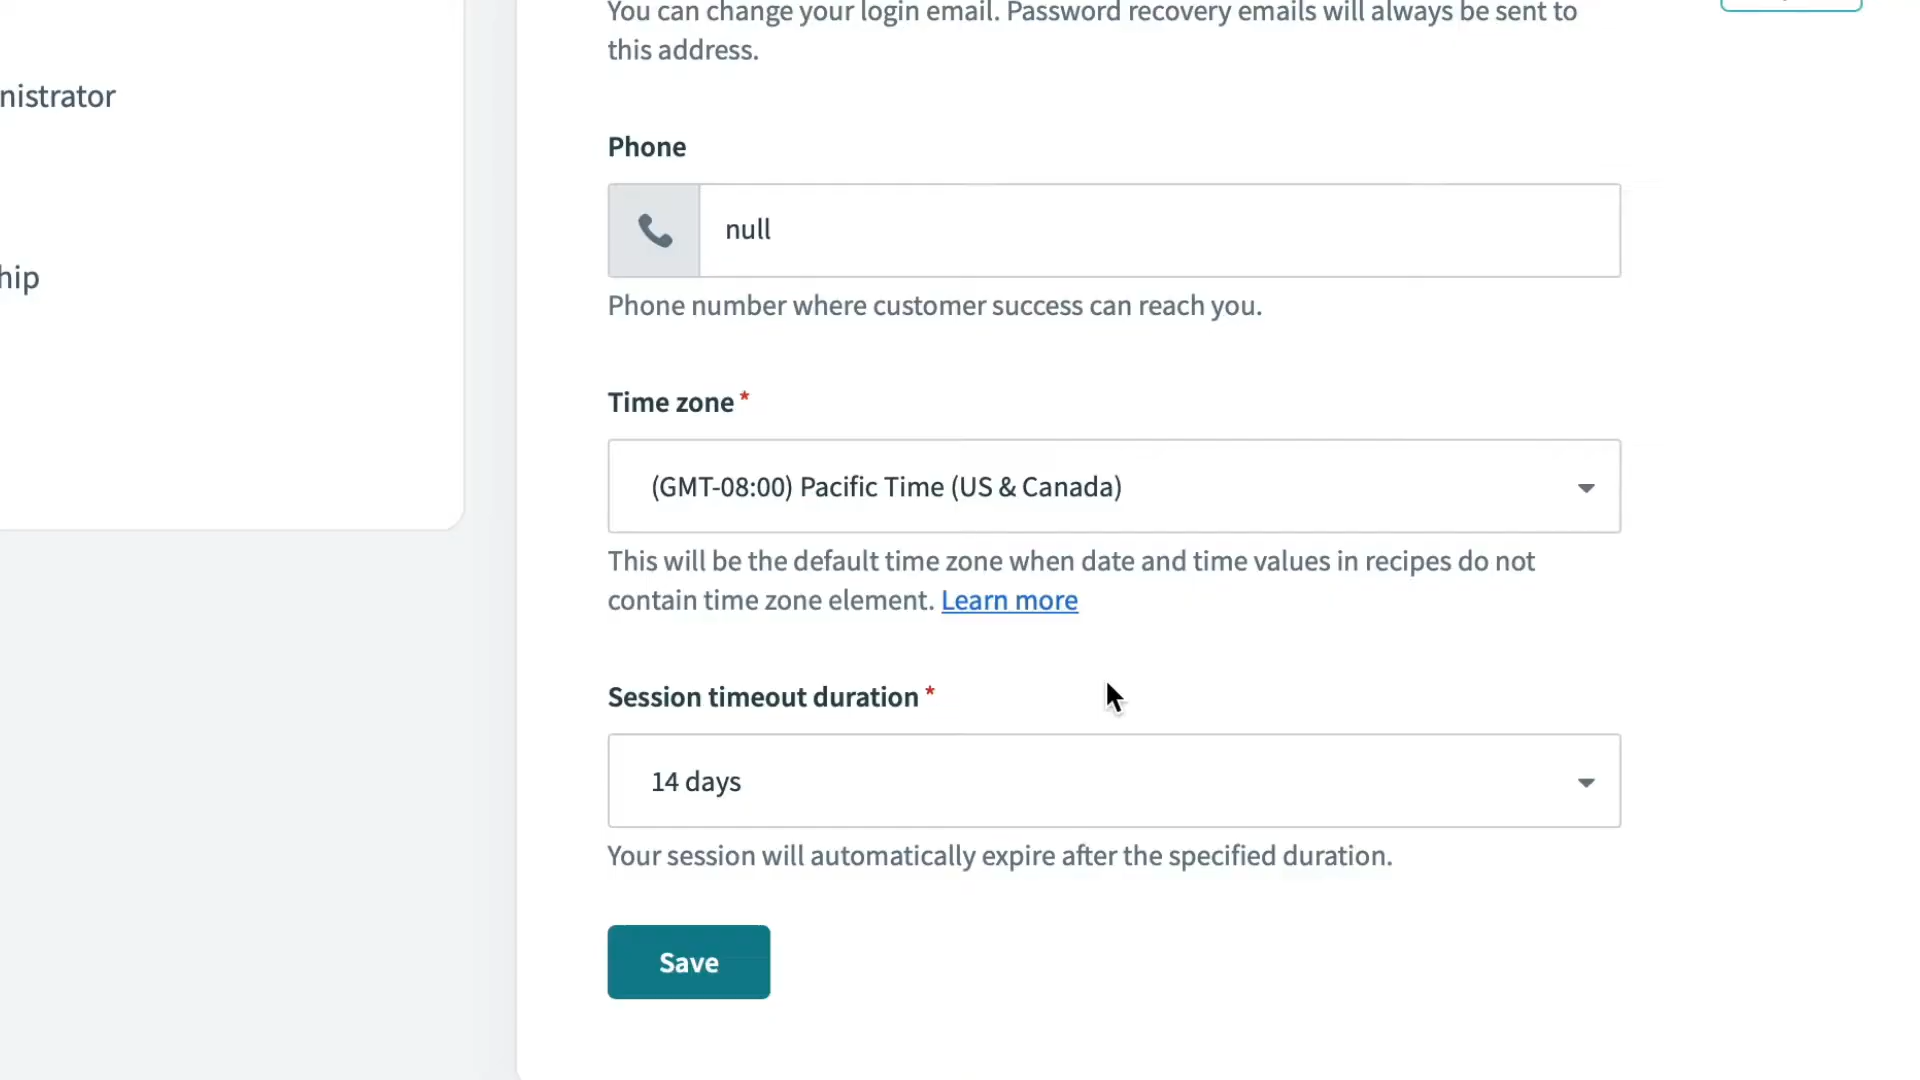 You can change your login email. Password recovery emails will always be sent to
this address.
nistrator
Phone
null
hip
Phone number where customer success can reach you.
Time zone *
(GMT-08:00) Pacific Time (US & Canada)
This will be the default time zone when date and time values in recipes do not
contain time zone element. Learn more
Session timeout duration *
14 days
Your session will automatically expire after the specified duration.
Save